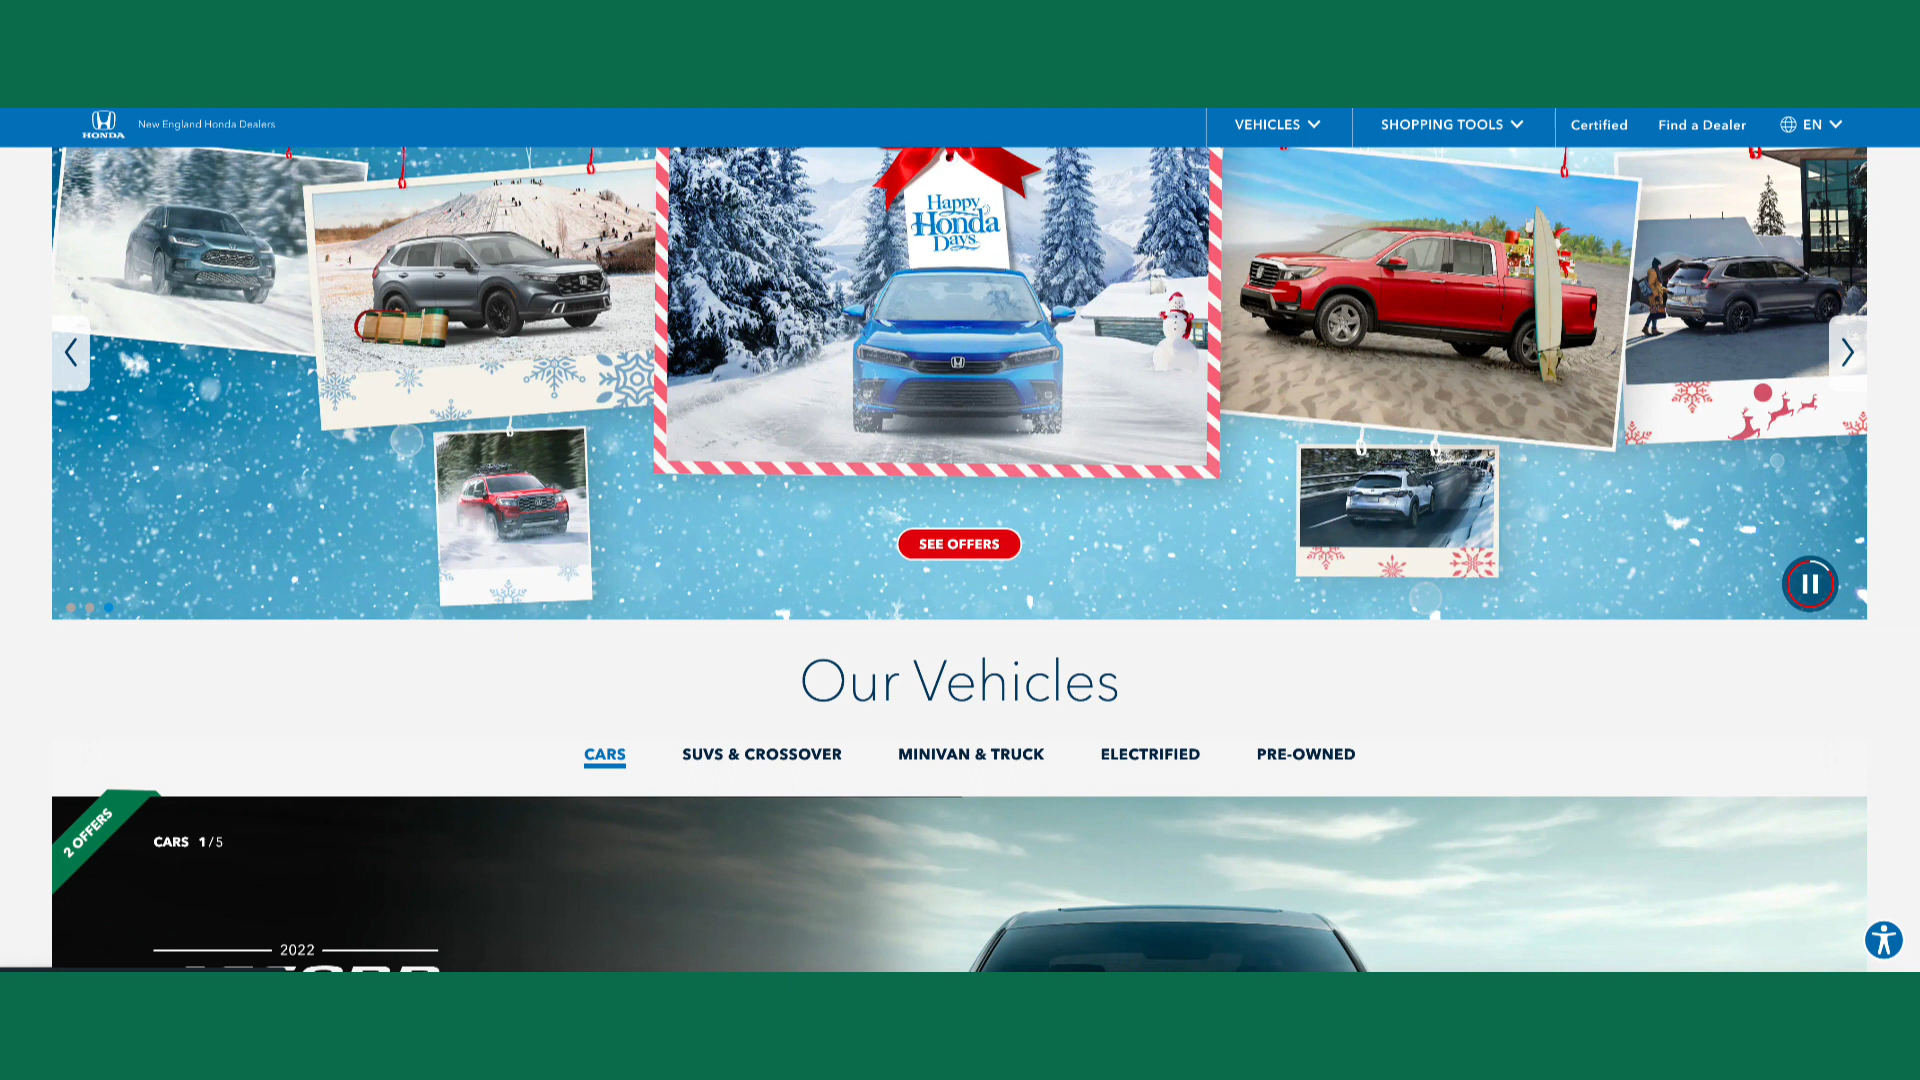 HONDA
New England Honda Dealers
VEHICLES
SHOPPING TOOLS
Certified
Find a Dealer
EN
Happy
Honda
Days
SEE OFFERS
Our Vehicles
CARS
SUVS & CROSSOVER
MINIVAN & TRUCK
ELECTRIFIED
PRE-OWNED
2 OFFERS
CARS 1/5
2022